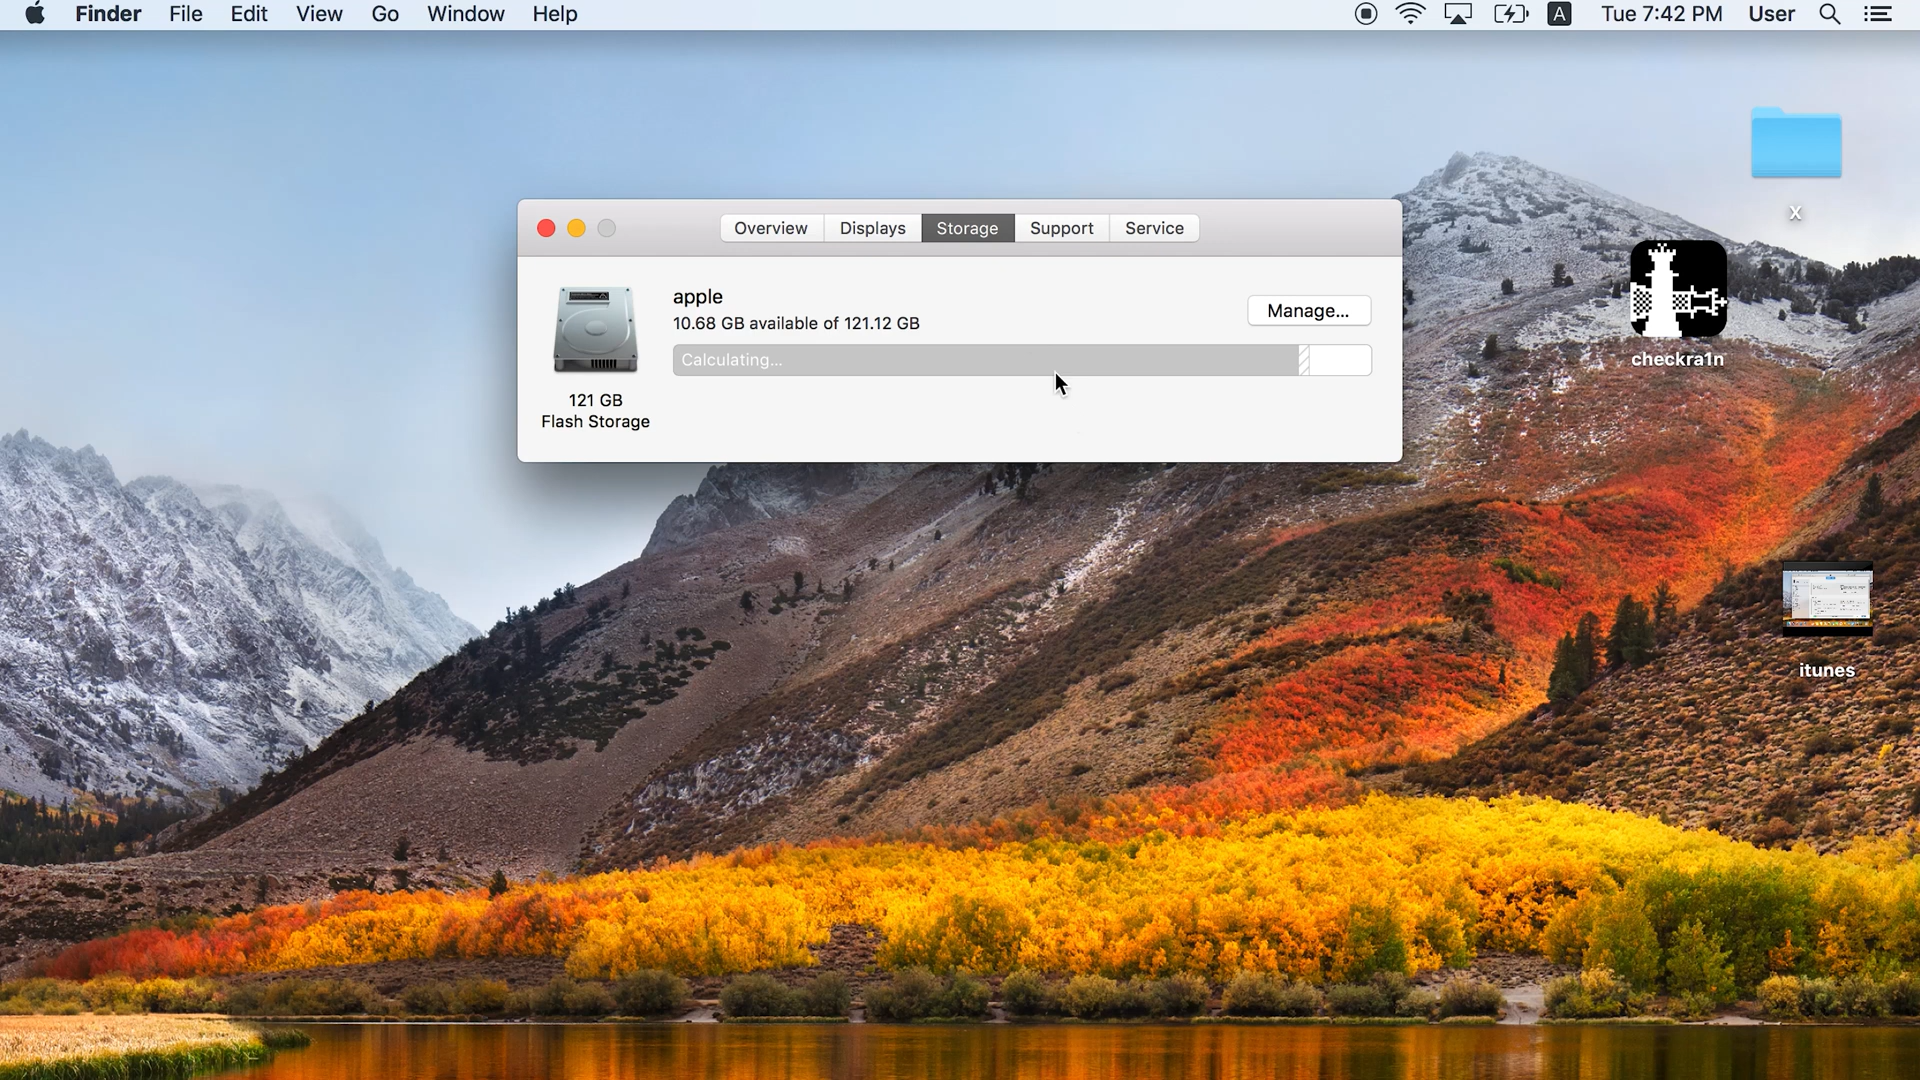 Finder File Edit View Go Window Help A Tue 7:42 PM User
Overview Displays Storage Support Service
apple
10.68 GB available of 121.12 GB
Manage...
Calculating...
121 GB
Flash Storage
X
checkra1n
itunes